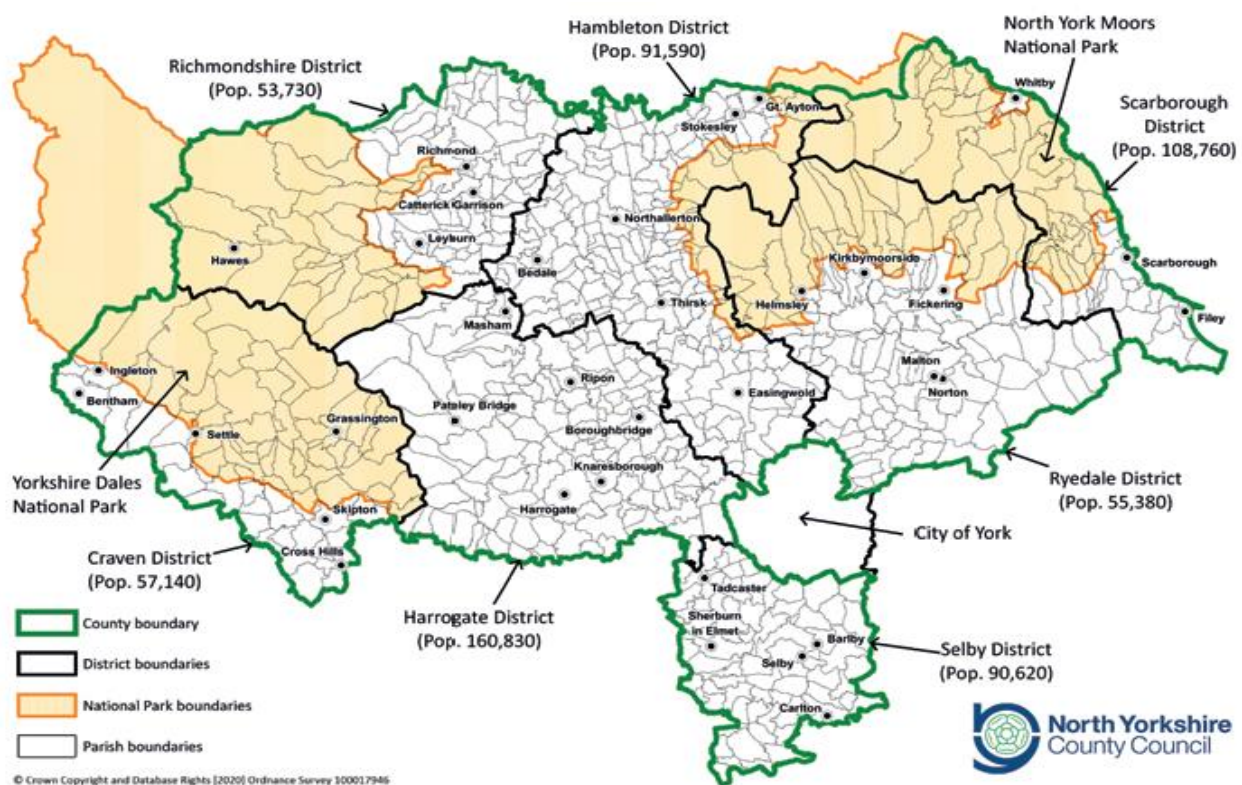 Hambleton District
(Pop. 91,590)
North York Moors
National Park
Richmondshire District
(Pop. 53,730)
Whitby
Gt. Ayton
Stokesley
Scarborough
District
(Pop. 108,760)
Richmond
Catterick Garrison
Northallerton
Leyburn
Hawes
Bedale
Kirkbymoorside
Scarborough
Helmsley
Pickering
Thirsk
Masham
Filey
Malton
Ingleton
Ripon
Norton
Bentham
Easingwold
Pateley Bridge
Grassington
Boroughbridge
Settle
Knaresborough
Yorkshire Dales
National Park
Harrogate
Ryedale District
(Pop. 55,380)
Skipton
City of York
Craven District
(Pop. 57,140)
Cross Hills
Tadcaster
Harrogate District
(Pop. 160,830)
Sherburn
in Elmet
Barlby
Selby
Selby District
(Pop. 90,620)
Carlton
County boundary
District boundaries
National Park boundaries
Parish boundaries
North Yorkshire
County Council
© Crown Copyright and Database Rights [2020] Ordnance Survey 100017946